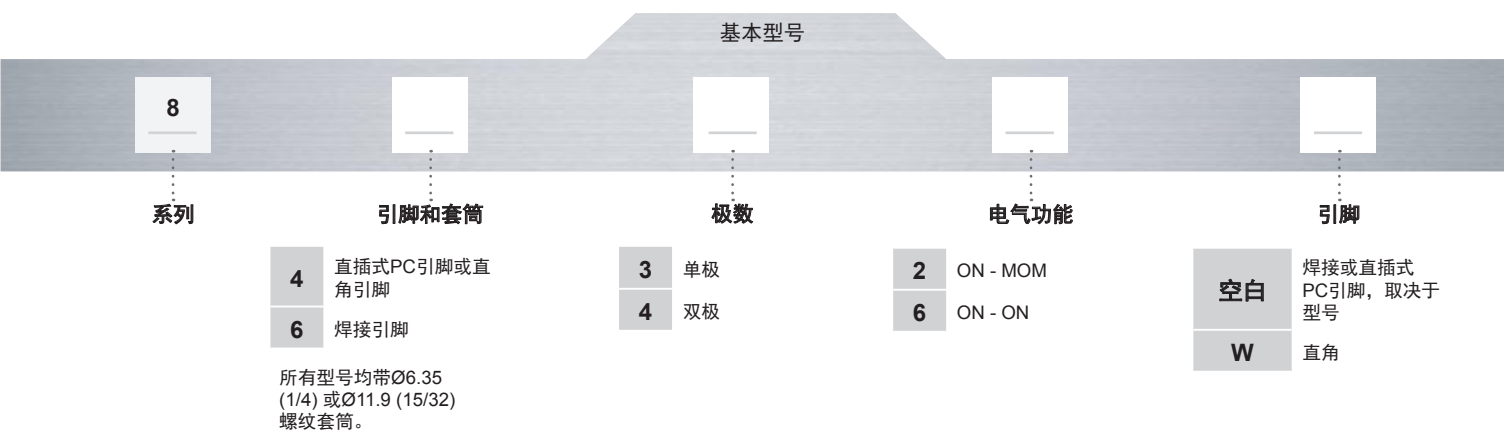 基本型号
8
系列
引脚和套筒
极数
电气功能
引脚
4
直插式PC引脚或直
角引脚
6
焊接引脚
所有型号均带Ø6.35
(1/4) 或Ø11.9 (15/32)
螺纹套筒。
3
单极
4
双极
2
ON - MOM
6
ON - ON
空白
焊接或直插式
PC引脚，取决于
型号
W
直角